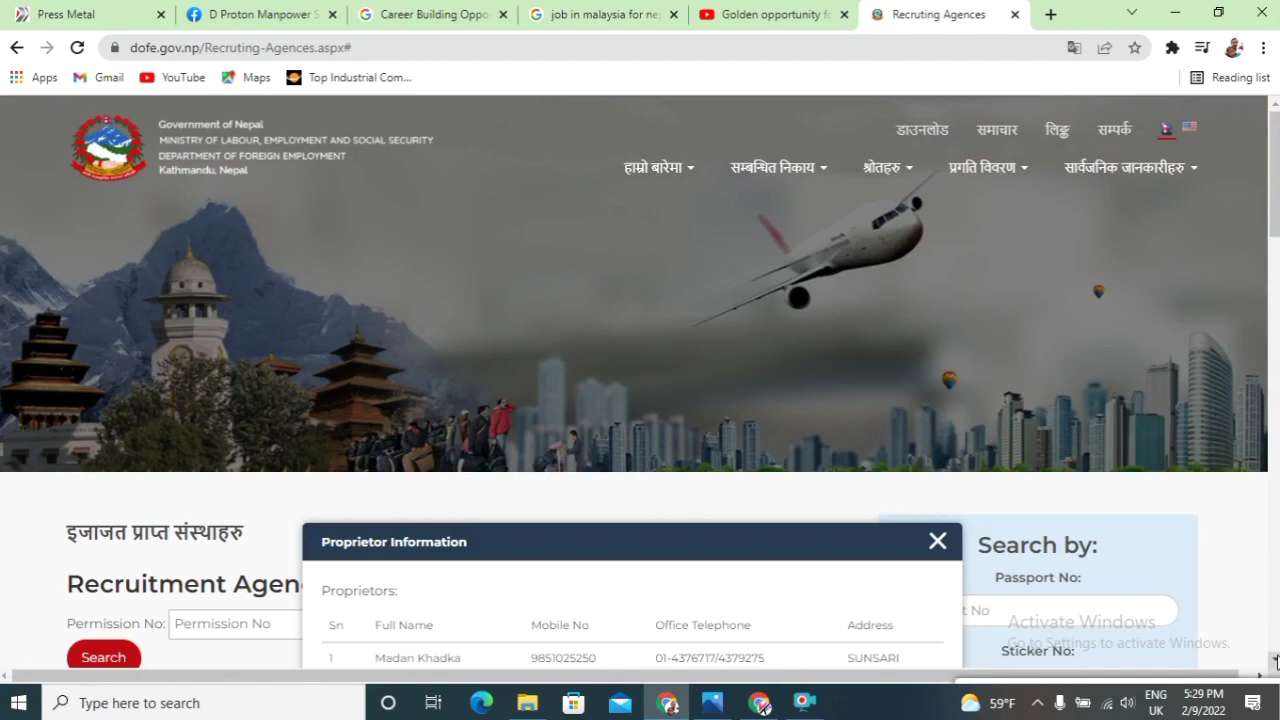 Press Metal
D Proton Manpower S
Career Building Oppo
job in malaysia for ne
Golden opportunity fo
Recruting Agences
dofe.gov.np/Recruting-Agences.aspx#
Apps
Gmail
YouTube
Maps
Top Industrial Com...
Reading list
Government of Nepal
MINISTRY OF LABOUR, EMPLOYMENT AND SOCIAL SECURITY
DEPARTMENT OF FOREIGN EMPLOYMENT
Kathmandu, Nepal
डाउनलोड समाचार लिङ्क सम्पर्क
हाम्रो बारेमा सम्बन्धित निकाय श्रोतहरु प्रगति विवरण सार्वजनिक जानकारीहरु
इजाजत प्राप्त संस्थाहरु
Recruitment Agen
Permission No: Permission No
Search
Proprietor Information
Proprietors:
Sn Full Name Mobile No Office Telephone Address
1 Madan Khadka 9851025250 01-4376717/4379275 SUNSARI
Search by:
Passport No:
t No
Sticker No:
Activate Windows
Go to Settings to activate Windows.
Type here to search
59°F
ENG
UK
5:29 PM
2/9/2022